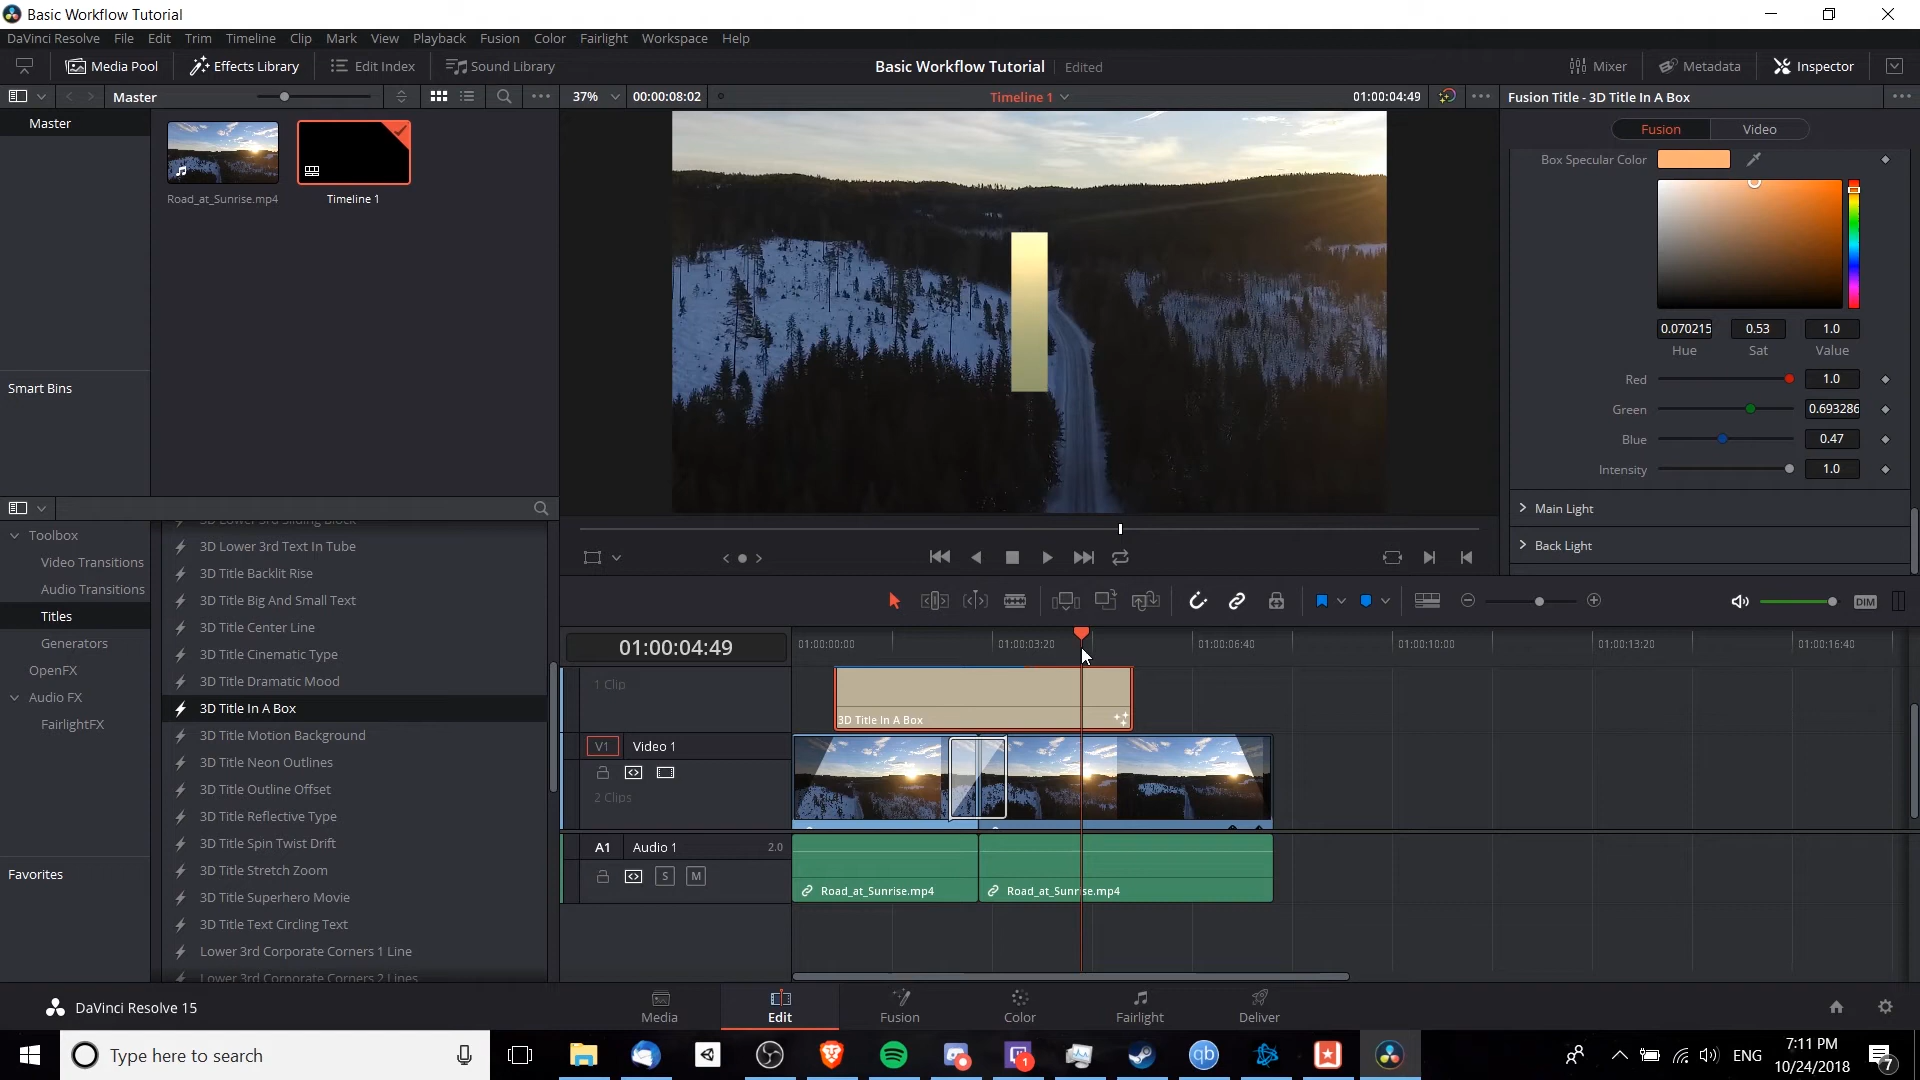 Basic Workflow Tutorial
DaVinci Resolve File Edit Trim Timeline Clip Mark View Playback Fusion Color Fairlight Workspace Help
Media Pool Effects Library Edit Index Sound Library Basic Workflow Tutorial Edited Mixer Metadata Inspector
Master 37% 00:00:08:02 Timeline 1 01:00:04:49 Fusion Title - 3D Title In A Box
Master
Fusion Video
Box Specular Color
Road_at_Sunrise.mp4 Timeline 1
0.070215 0.53 1.0
Hue Sat Value
Red 1.0
Smart Bins
Green 0.693286
Blue 0.47
Intensity 1.0
Main Light
Back Light
3D Lower 3rd Sliding Block
Toolbox
3D Lower 3rd Text In Tube
Video Transitions
3D Title Backlit Rise
Audio Transitions
3D Title Big And Small Text
Titles
3D Title Center Line
Generators
3D Title Cinematic Type
OpenFX
3D Title Dramatic Mood
Audio FX
3D Title In A Box
FairlightFX
3D Title Motion Background
3D Title Neon Outlines
3D Title Outline Offset
3D Title Reflective Type
3D Title Spin Twist Drift
Favorites
3D Title Stretch Zoom
3D Title Superhero Movie
3D Title Text Circling Text
Lower 3rd Corporate Corners 1 Line
Lower 3rd Corporate Corners 2 Lines
DIM
01:00:04:49 01:00:00:00 01:00:03:20 01:00:06:40 01:00:10:00 01:00:13:20 01:00:16:40
1 Clip
3D Title In A Box
V1 Video 1
2 Clips
A1 Audio 1 2.0
S M
Road_at_Sunrise.mp4 Road_at_Sunrise.mp4
DaVinci Resolve 15
Media Edit Fusion Color Fairlight Deliver
Type here to search
1
qb
ENG
7:11 PM
10/24/2018
7